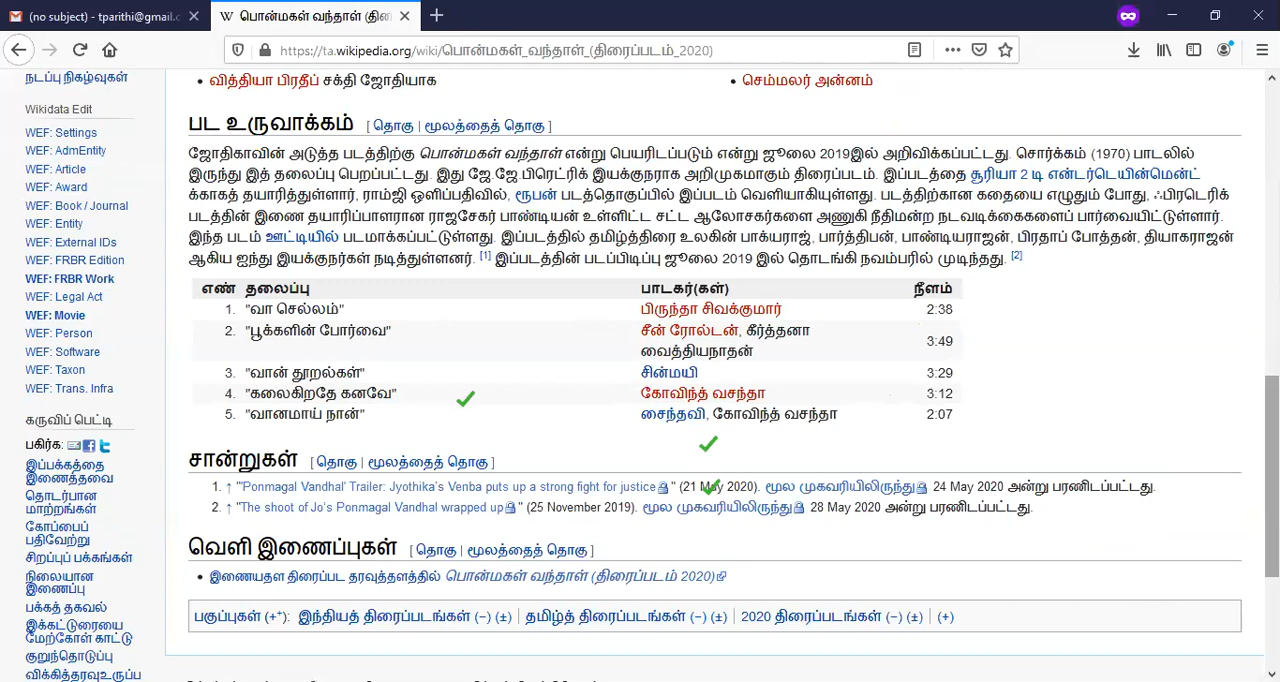 (no subject) - tparithi@gmail.c
பொன்மகள் வந்தாள் (திரை
https://ta.wikipedia.org/wiki/பொன்மகள்_வந்தாள்_(திரைப்படம்_2020)
நடப்பு நிகழ்வுகள்
Wikidata Edit
WEF: Settings
WEF: AdmEntity
WEF: Article
WEF: Award
WEF: Book / Journal
WEF: Entity
WEF: External IDs
WEF: FRBR Edition
WEF: FRBR Work
WEF: Legal Act
WEF: Movie
WEF: Person
WEF: Software
WEF: Taxon
WEF: Trans. Infra
கருவிப் பெட்டி
பகிர்க:
இப்பக்கத்தை
இணைத்தவை
தொடர்பான
மாற்றங்கள்
கோப்பைப்
பதிவேற்று
சிறப்புப் பக்கங்கள்
நிலையான
இணைப்பு
பக்கத் தகவல்
இக்கட்டுரையை
மேற்கோள் காட்டு
குறுந்தொடுப்பு
விக்கித்தரவுஉருப்ப
• வித்தியா பிரதீப் சக்தி ஜோதியாக
• செம்மலர் அன்னம்
பட உருவாக்கம் [ தொகு | மூலத்தைத் தொகு ]
ஜோதிகாவின் அடுத்த படத்திற்கு பொன்மகள் வந்தாள் என்று பெயரிடப்படும் என்று ஜூலை 2019இல் அறிவிக்கப்பட்டது. சொர்க்கம் (1970) பாடலில்
இருந்து இத் தலைப்பு பெறப்பட்டது. இது ஜே.ஜே பிரெட்ரிக் இயக்குநராக அறிமுகமாகும் திரைப்படம். இப்படத்தை சூரியா 2 டி என்டர்டெயின்மென்ட்
க்காகத் தயாரித்துள்ளார், ராம்ஜி ஒளிப்பதிவில், ரூபன் படத்தொகுப்பில் இப்படம் வெளியாகியுள்ளது. படத்திற்கான கதையை எழுதும் போது, ஃபிரடெரிக்
படத்தின் இணை தயாரிப்பாளரான ராஜசேகர் பாண்டியன் உள்ளிட்ட சட்ட ஆலோசகர்களை அணுகி நீதிமன்ற நடவடிக்கைகளைப் பார்வையிட்டுள்ளார்.
இந்த படம் ஊட்டியில் படமாக்கப்பட்டுள்ளது. இப்படத்தில் தமிழ்த்திரை உலகின் பாக்யராஜ், பார்த்திபன், பாண்டியராஜன், பிரதாப் போத்தன், தியாகராஜன்
ஆகிய ஐந்து இயக்குநர்கள் நடித்துள்ளனர். [1] இப்படத்தின் படப்பிடிப்பு ஜூலை 2019 இல் தொடங்கி நவம்பரில் முடிந்தது. [2]
எண் தலைப்பு பாடகர்(கள்) நீளம்
1. "வா செல்லம்" பிருந்தா சிவக்குமார் 2:38
2. "பூக்களின் போர்வை" சீன் ரோல்டன், கீர்த்தனா
வைத்தியநாதன் 3:49
3. "வான் தூறல்கள்" சின்மயி 3:29
4. "கலைகிறதே கனவே" கோவிந்த் வசந்தா 3:12
5. "வானமாய் நான்" சைந்தவி, கோவிந்த் வசந்தா 2:07
சான்றுகள் [ தொகு | மூலத்தைத் தொகு ]
1. ↑ "'Ponmagal Vandhal' Trailer: Jyothika's Venba puts up a strong fight for justice" (21 May 2020). மூல முகவரியிலிருந்து 24 May 2020 அன்று பரணிடப்பட்டது.
2. ↑ "The shoot of Jo's Ponmagal Vandhal wrapped up" (25 November 2019). மூல முகவரியிலிருந்து 28 May 2020 அன்று பரணிடப்பட்டது.
வெளி இணைப்புகள் [ தொகு | மூலத்தைத் தொகு ]
• இணையதள திரைப்பட தரவுத்தளத்தில் பொன்மகள் வந்தாள் (திரைப்படம் 2020)
பகுப்புகள் (+⁺): இந்தியத் திரைப்படங்கள் (−) (±) | தமிழ்த் திரைப்படங்கள் (−) (±) | 2020 திரைப்படங்கள் (−) (±) | (+)